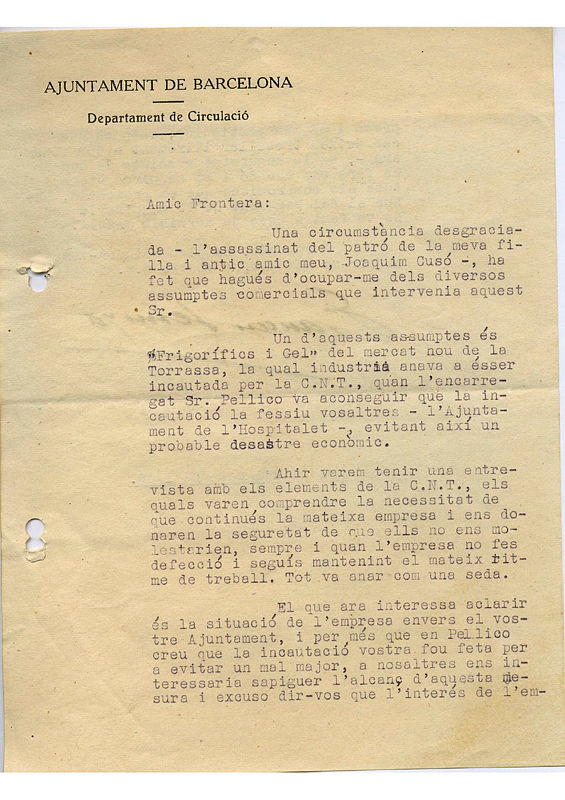 AJUNTAMENT DE BARCELONA
Departament de Circulació
Amic Frontera:
Una circumstància desgracia-
da - l'assassinat del patró de la meva fi-
lla i antic amic meu, Joaquim Cusó -, ha
fet que hagués d'ocupar-me dels diversos
assumptes comercials que intervenia aquest
Sr.
Un d'aquests assumptes és
"Frigorífics i Gel" del mercat nou de la
Torrassa, la qual industria anava a ésser
incautada per la C.N.T., quan l'encarre-
gat Sr. Pellico va aconseguir que la in-
cautació la fessiu vosaltres - l'Ajunta-
ment de l'Hospitalet -, evitant així un
probable desastre econòmic.
Ahir varem tenir una entre-
vista amb els elements de la C.N.T., els
quals varen comprendre la necessitat de
que continués la mateixa empresa i ens do-
naren la seguretat de que ells no ens mo-
lestarien, sempre i quan l'empresa no fes
defecció i seguís mantenint el mateix rit-
me de treball. Tot va anar com una seda.
El que ara interessa aclarir
és la situació de l'empresa envers el vos-
tre Ajuntament, i per més que en Pellico
creu que la incautació vostra fou feta per
a evitar un mal major, a nosaltres ens in-
teressaria sapiguer l'alcanç d'aquesta me-
sura i excuso dir-vos que l'interés de l'em-